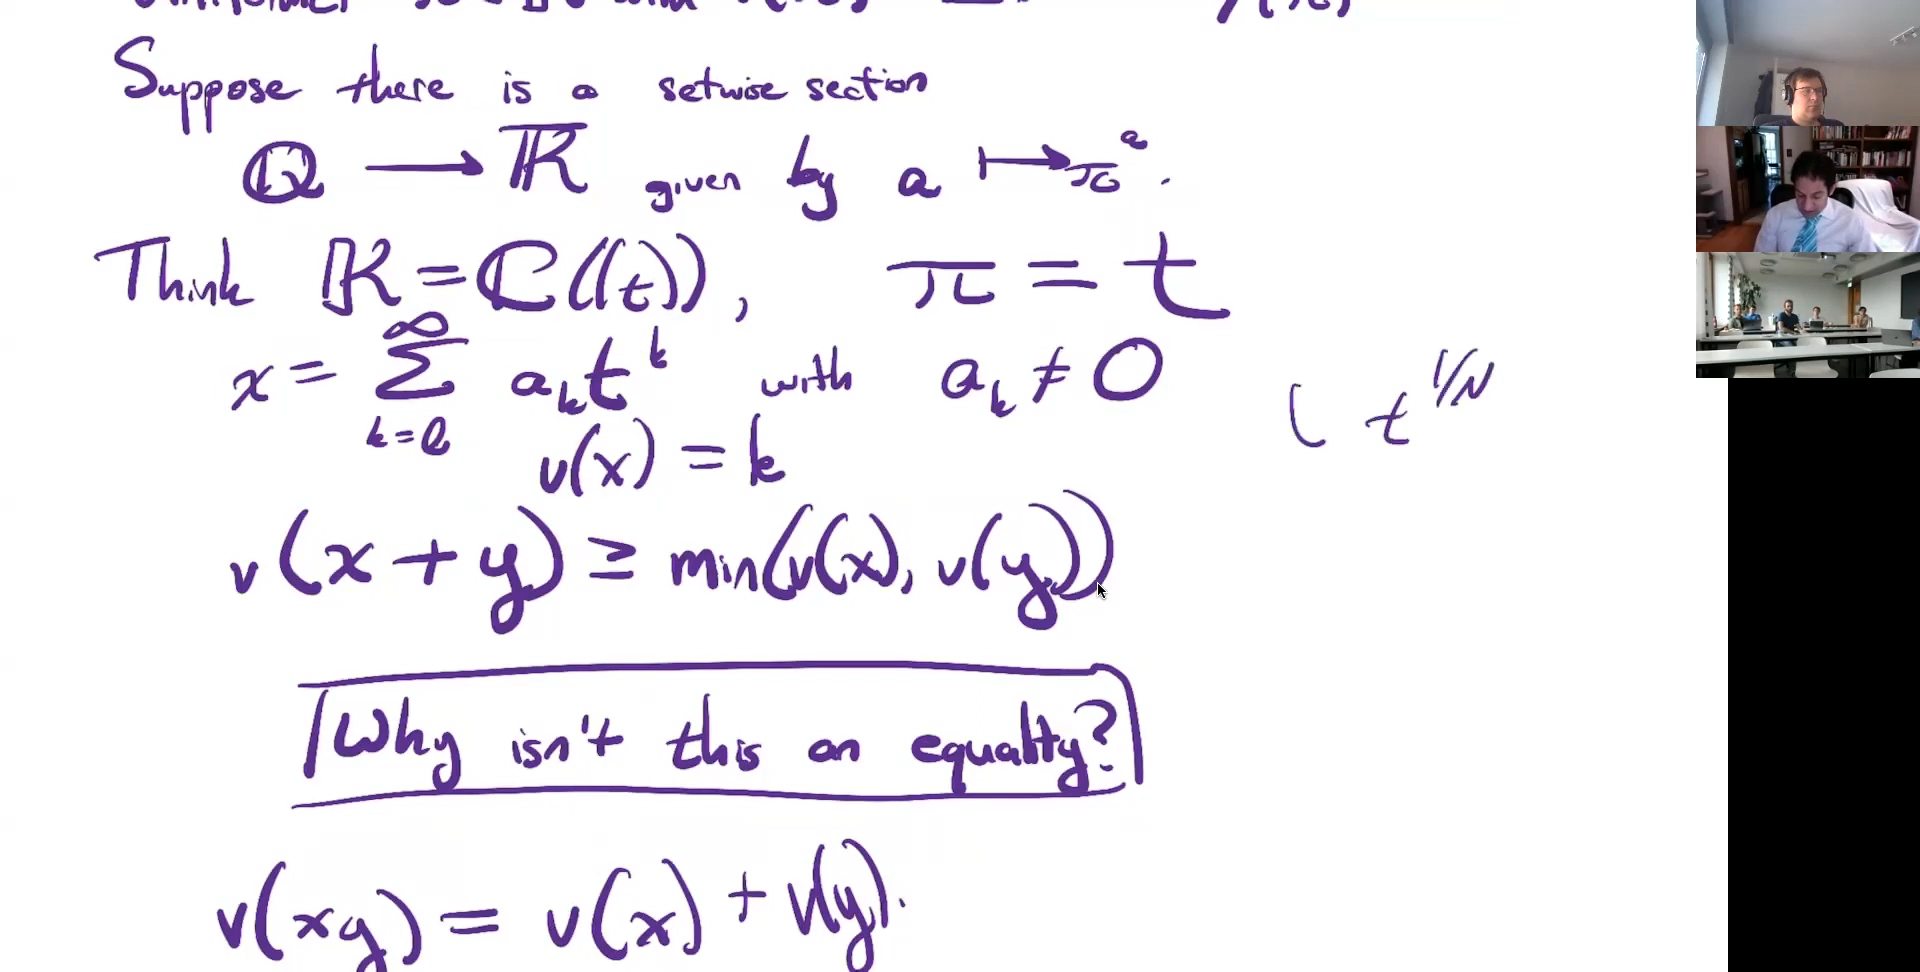 Suppose there is a setwise section
ℚ ⟶ 𝕂 given by a ⟼ π^a.
Think 𝕂 = ℂ((t)), π = t
x = ∑_{k=l}^{∞} a_k t^k with a_k ≠ 0
( t^{1/N}
v(x) = k
v(x + y) ≥ min(v(x), v(y))
Why isn't this an equality?
v(xy) = v(x) + v(y).